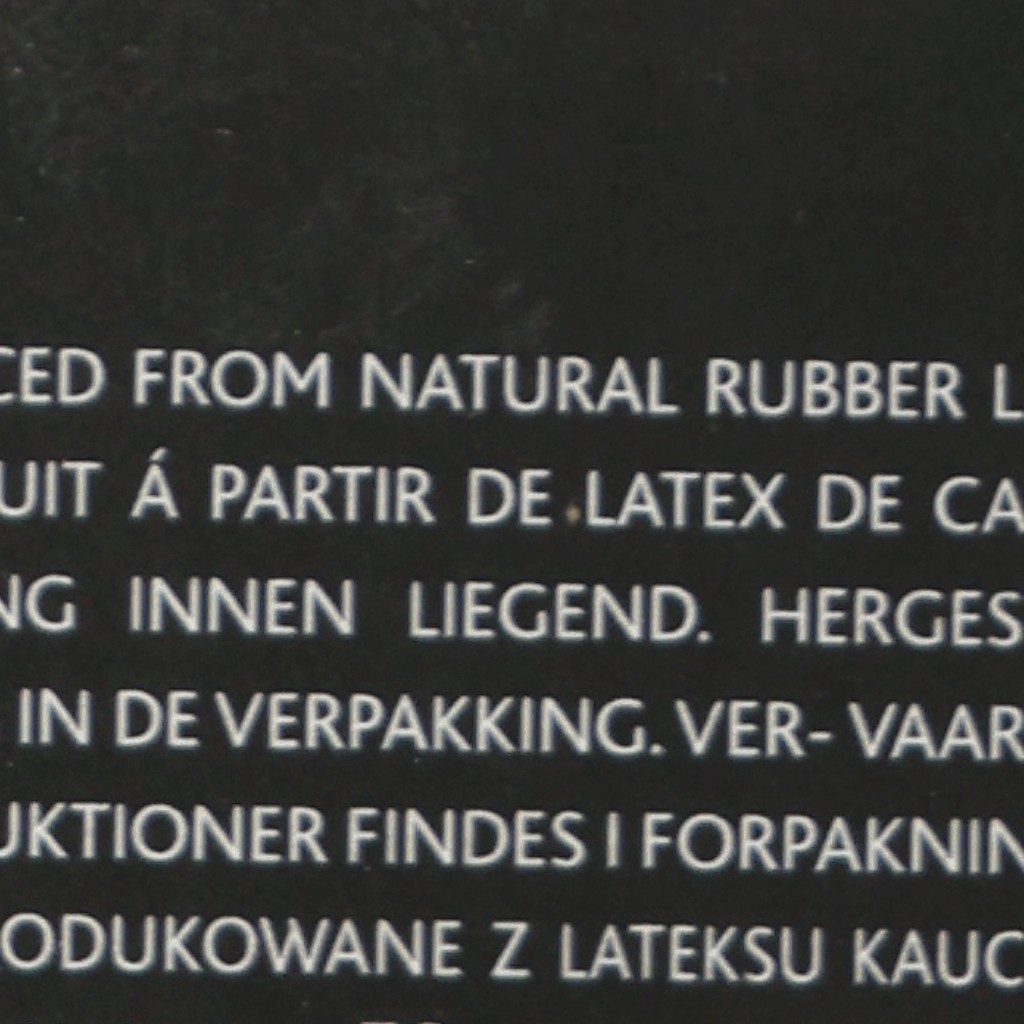 CED FROM NATURAL RUBBER L
UIT Á PARTIR DE LATEX DE CA
NG INNEN LIEGEND. HERGES
IN DE VERPAKKING. VER- VAAR
UKTIONER FINDES I FORPAKNIN
ODUKOWANE Z LATEKSU KAUC